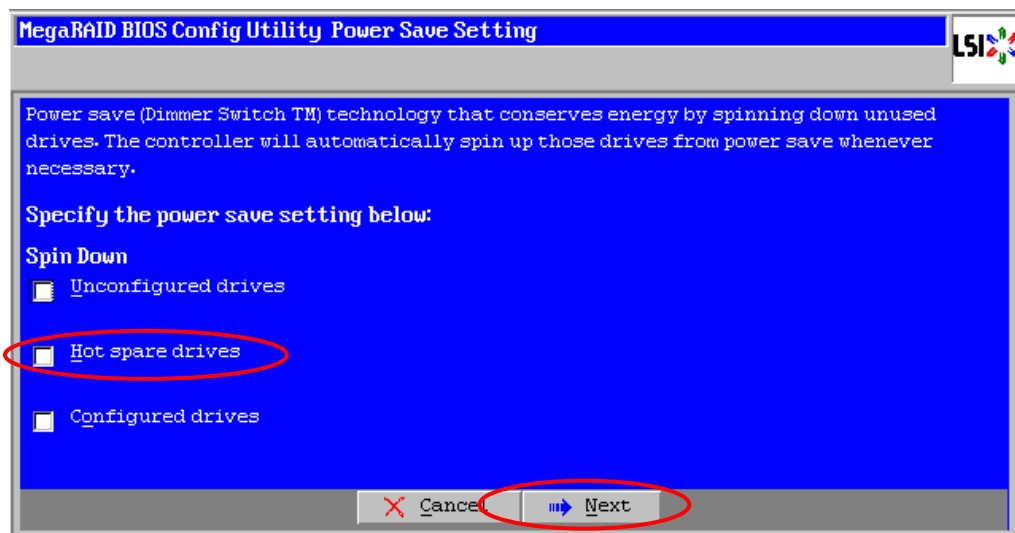 MegaRAID BIOS Config Utility Power Save Setting
LSI
Power save (Dimmer Switch TM) technology that conserves energy by spinning down unused
drives. The controller will automatically spin up those drives from power save whenever
necessary.
Specify the power save setting below:
Spin Down
Unconfigured drives
Hot spare drives
Configured drives
Cancel
Next